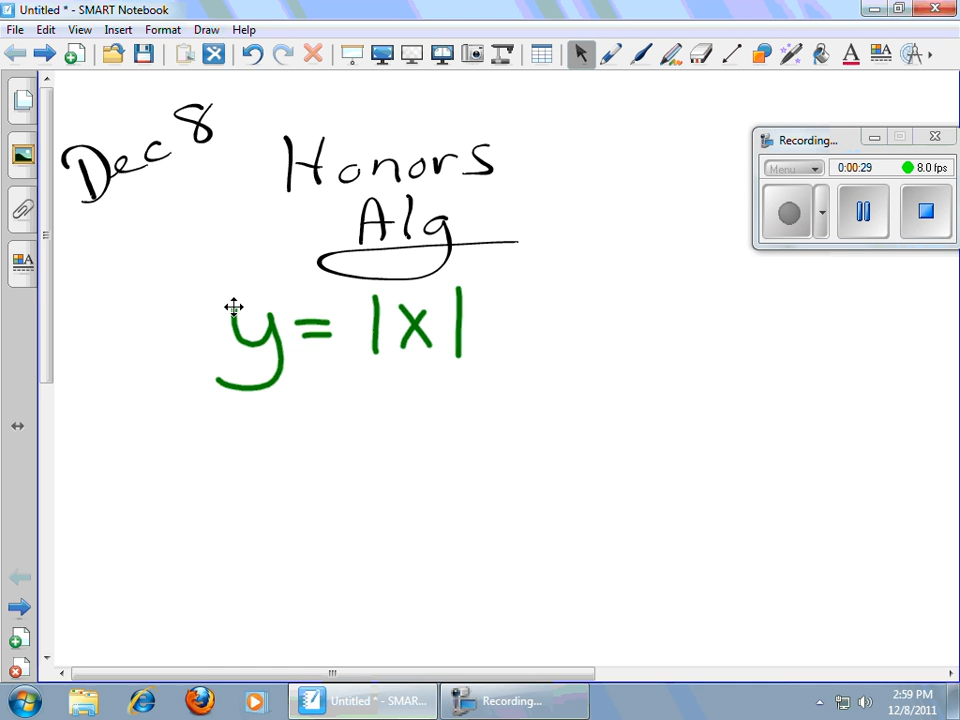 Untitled * - SMART Notebook
File Edit View Insert Format Draw Help
Dec 8
Honors
Alg
y = |x|
Recording...
Menu 0:00:29 8.0 fps
Untitled * - SMAR... Recording... 2:59 PM
12/8/2011